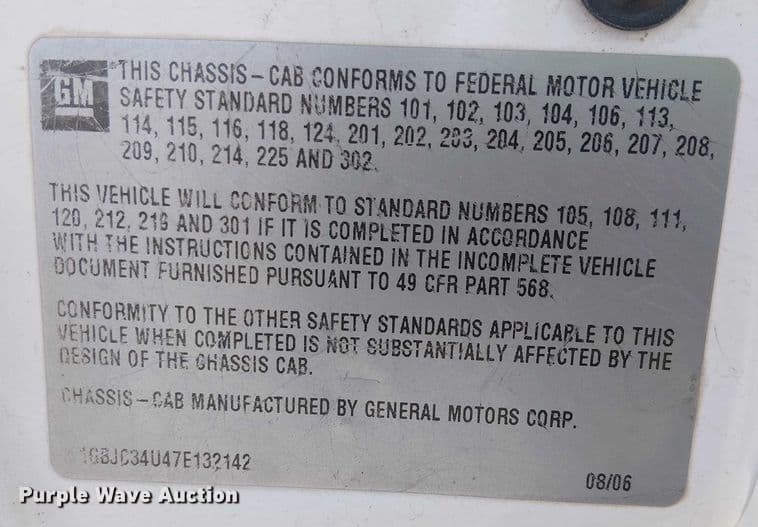 GM
THIS CHASSIS-CAB CONFORMS TO FEDERAL MOTOR VEHICLE
SAFETY STANDARD NUMBERS 101, 102, 103, 104, 106, 113,
114, 115, 116, 118, 124, 201, 202, 203, 204, 205, 206, 207, 208,
209, 210, 214, 225 AND 302.
THIS VEHICLE WILL CONFORM TO STANDARD NUMBERS 105, 108, 111,
120, 212, 219 AND 301 IF IT IS COMPLETED IN ACCORDANCE
WITH THE INSTRUCTIONS CONTAINED IN THE INCOMPLETE VEHICLE
DOCUMENT FURNISHED PURSUANT TO 49 CFR PART 568.
CONFORMITY TO THE OTHER SAFETY STANDARDS APPLICABLE TO THIS
VEHICLE WHEN COMPLETED IS NOT SUBSTANTIALLY AFFECTED BY THE
DESIGN OF THE CHASSIS CAB.
CHASSIS-CAB MANUFACTURED BY GENERAL MOTORS CORP.
1GBJC34U47E132142
08/06
Purple Wave Auction